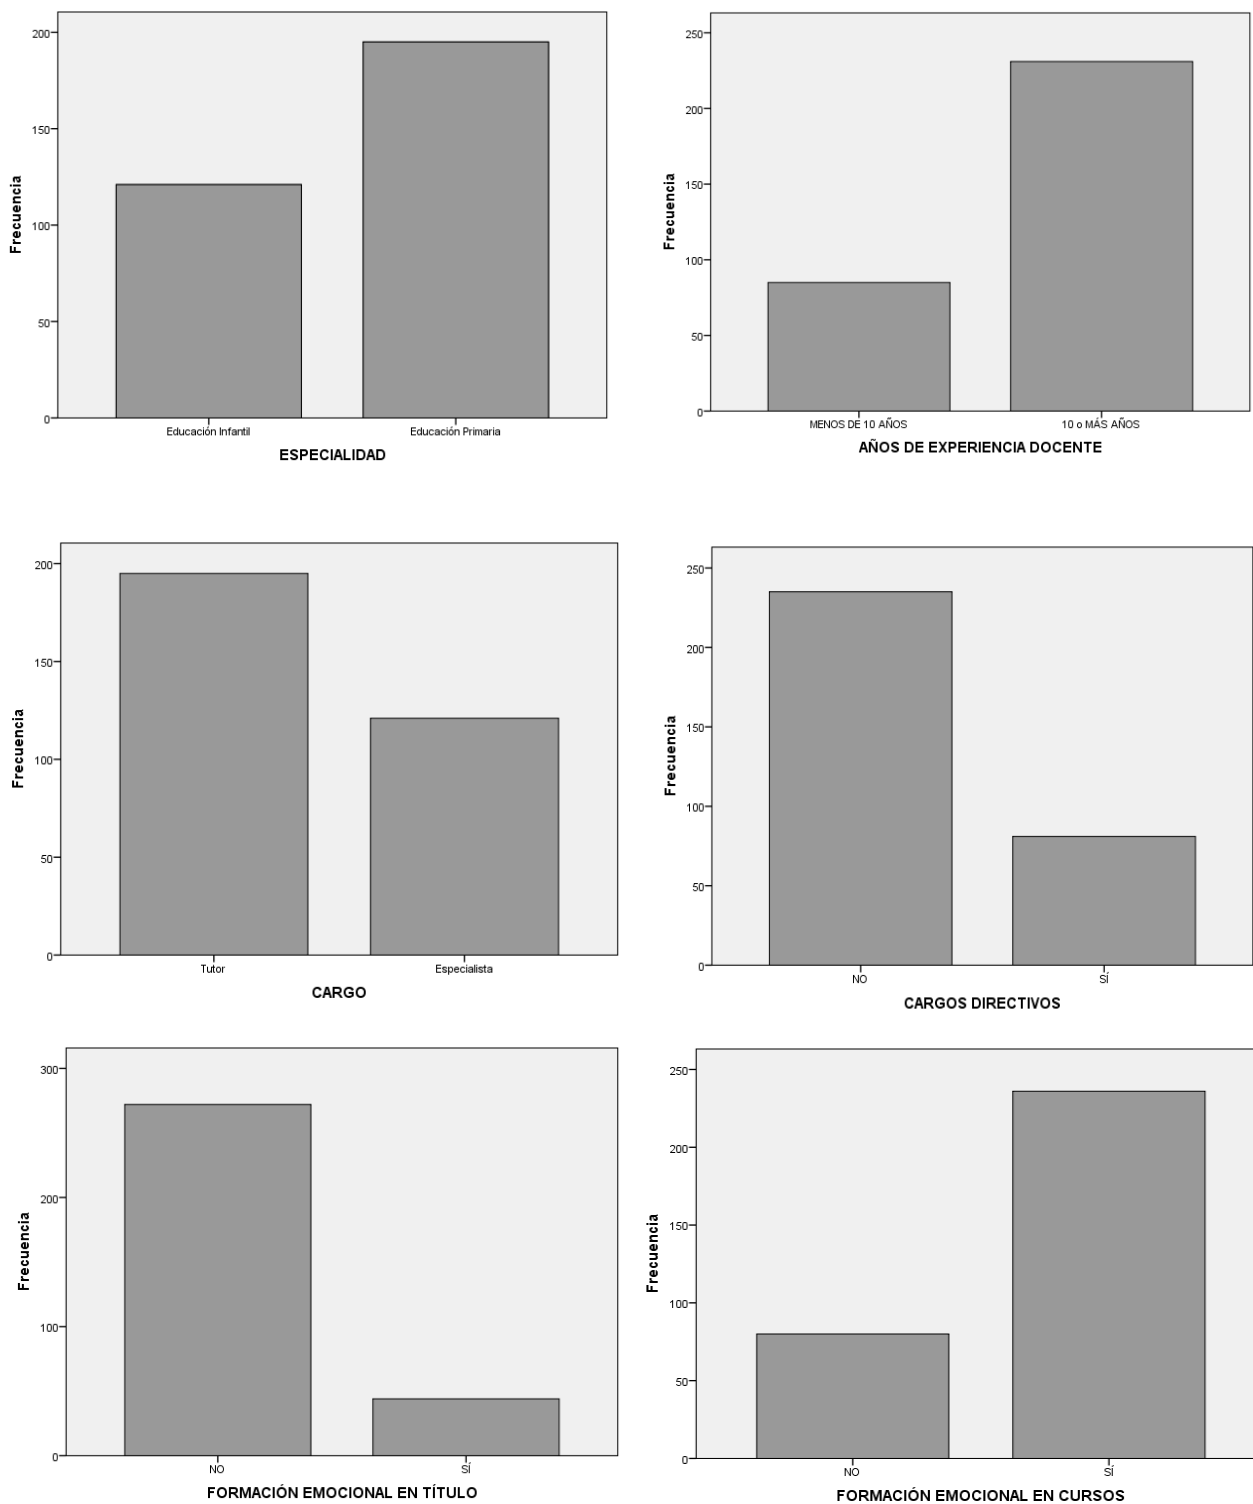 Frecuencia
200
150
100
50
0
Educación Infantil Educación Primaria
ESPECIALIDAD
Frecuencia
250
200
150
100
50
0
MENOS DE 10 AÑOS 10 o MÁS AÑOS
AÑOS DE EXPERIENCIA DOCENTE
Frecuencia
200
150
100
50
0
Tutor Especialista
CARGO
Frecuencia
250
200
150
100
50
0
NO SÍ
CARGOS DIRECTIVOS
Frecuencia
300
200
100
0
NO SÍ
FORMACIÓN EMOCIONAL EN TÍTULO
Frecuencia
250
200
150
100
50
0
NO SÍ
FORMACIÓN EMOCIONAL EN CURSOS